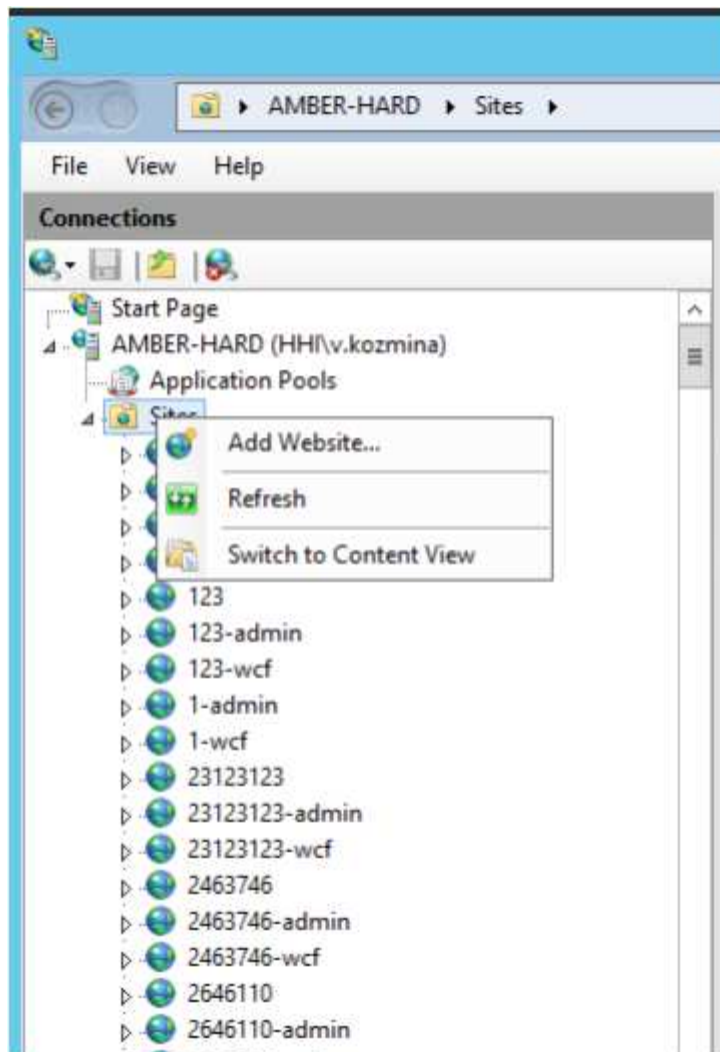 AMBER-HARD Sites
File View Help
Connections
Start Page
AMBER-HARD (HHI\v.kozmina)
Application Pools
Sites
Add Website...
Refresh
Switch to Content View
123
123-admin
123-wcf
1-admin
1-wcf
23123123
23123123-admin
23123123-wcf
2463746
2463746-admin
2463746-wcf
2646110
2646110-admin